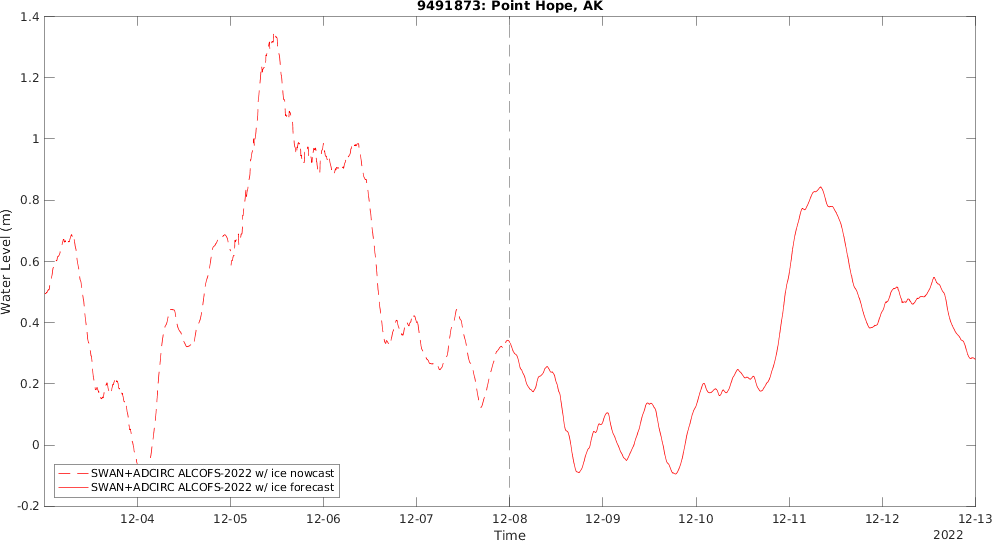 9491873: Point Hope, AK
1.4
1.2
1
0.8
0.6
0.4
0.2
0
-0.2
Water Level (m)
SWAN+ADCIRC ALCOFS-2022 w/ ice nowcast
SWAN+ADCIRC ALCOFS-2022 w/ ice forecast
12-04 12-05 12-06 12-07 12-08 12-09 12-10 12-11 12-12 12-13
Time
2022